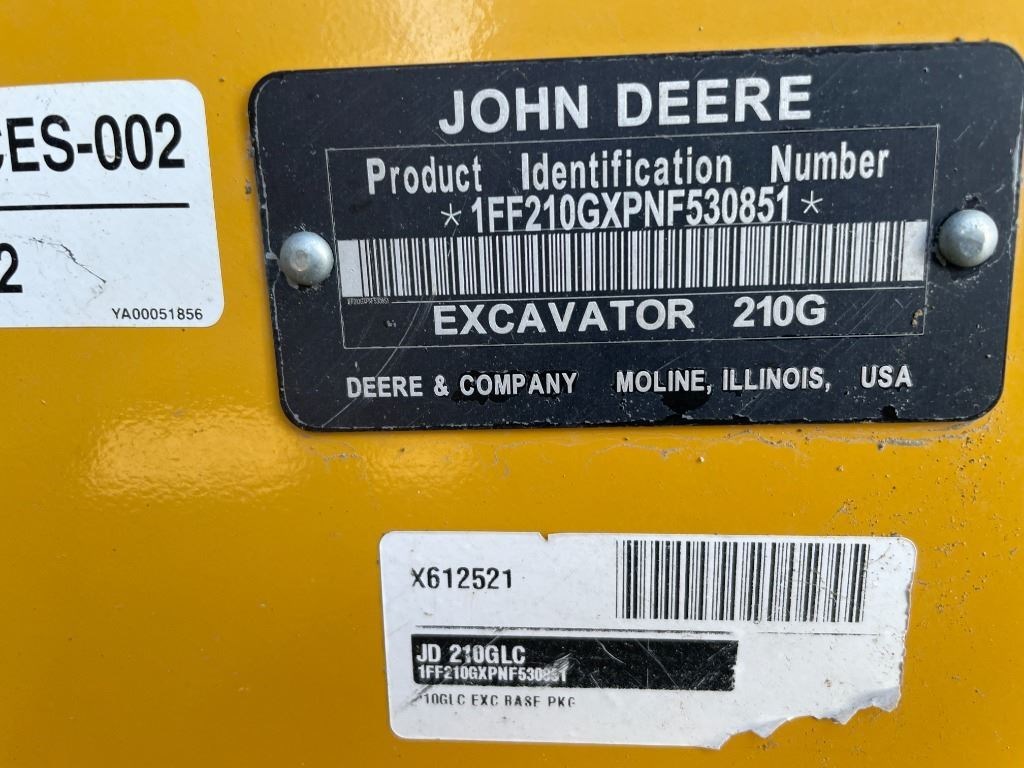 CES-002
2
YA00051856
JOHN DEERE
Product Identification Number
*1FF210GXPNF530851*
EXCAVATOR 210G
DEERE & COMPANY MOLINE, ILLINOIS, USA
X612521
JD 210GLC
1FF210GXPNF530851
210GLC EXC BASE PKG